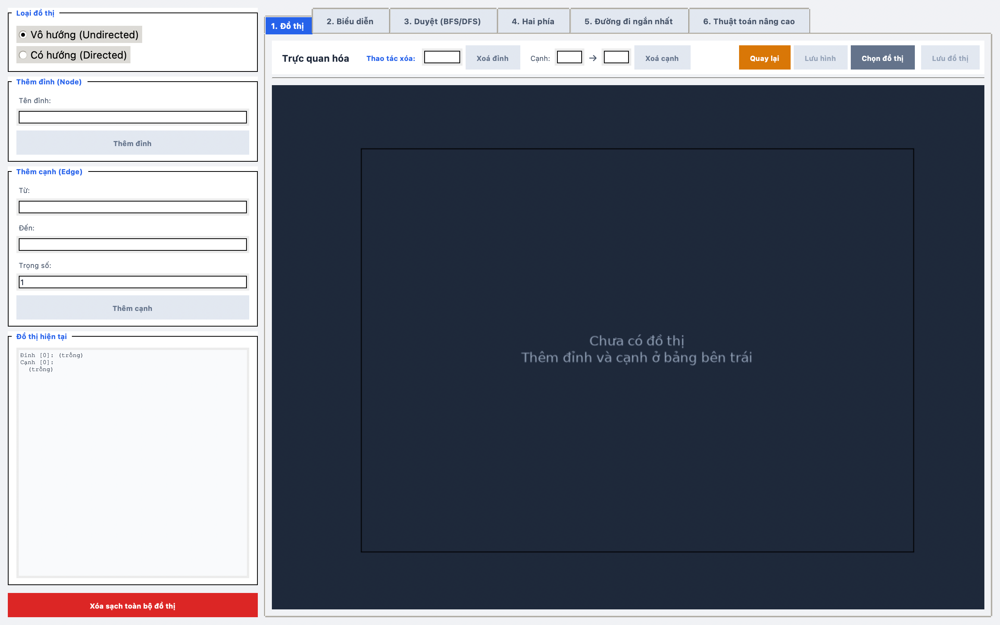 Loại đồ thị
Vô hướng (Undirected)
Có hướng (Directed)
Thêm đỉnh (Node)
Tên đỉnh:
Thêm đỉnh
Thêm cạnh (Edge)
Từ:
Đến:
Trọng số:
1
Thêm cạnh
Đồ thị hiện tại
Đỉnh [0]: (trống)
Cạnh [0]:
(trống)
Xóa sạch toàn bộ đồ thị
1. Đồ thị
2. Biểu diễn
3. Duyệt (BFS/DFS)
4. Hai phía
5. Đường đi ngắn nhất
6. Thuật toán nâng cao
Trực quan hóa
Thao tác xóa:
Xoá đỉnh
Cạnh:
→
Xoá cạnh
Quay lại
Lưu hình
Chọn đồ thị
Lưu đồ thị
Chưa có đồ thị
Thêm đỉnh và cạnh ở bảng bên trái